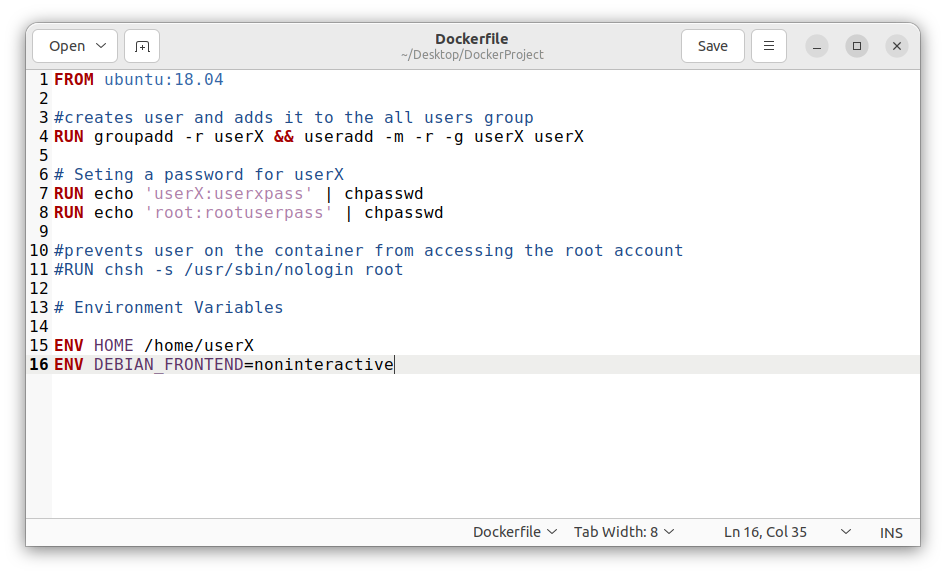 Open
Dockerfile
~/Desktop/DockerProject
Save
1 FROM ubuntu:18.04
2
3 #creates user and adds it to the all users group
4 RUN groupadd -r userX && useradd -m -r -g userX userX
5
6 # Seting a password for userX
7 RUN echo 'userX:userxpass' | chpasswd
8 RUN echo 'root:rootuserpass' | chpasswd
9
10 #prevents user on the container from accessing the root account
11 #RUN chsh -s /usr/sbin/nologin root
12
13 # Environment Variables
14
15 ENV HOME /home/userX
16 ENV DEBIAN_FRONTEND=noninteractive
Dockerfile Tab Width: 8 Ln 16, Col 35 INS